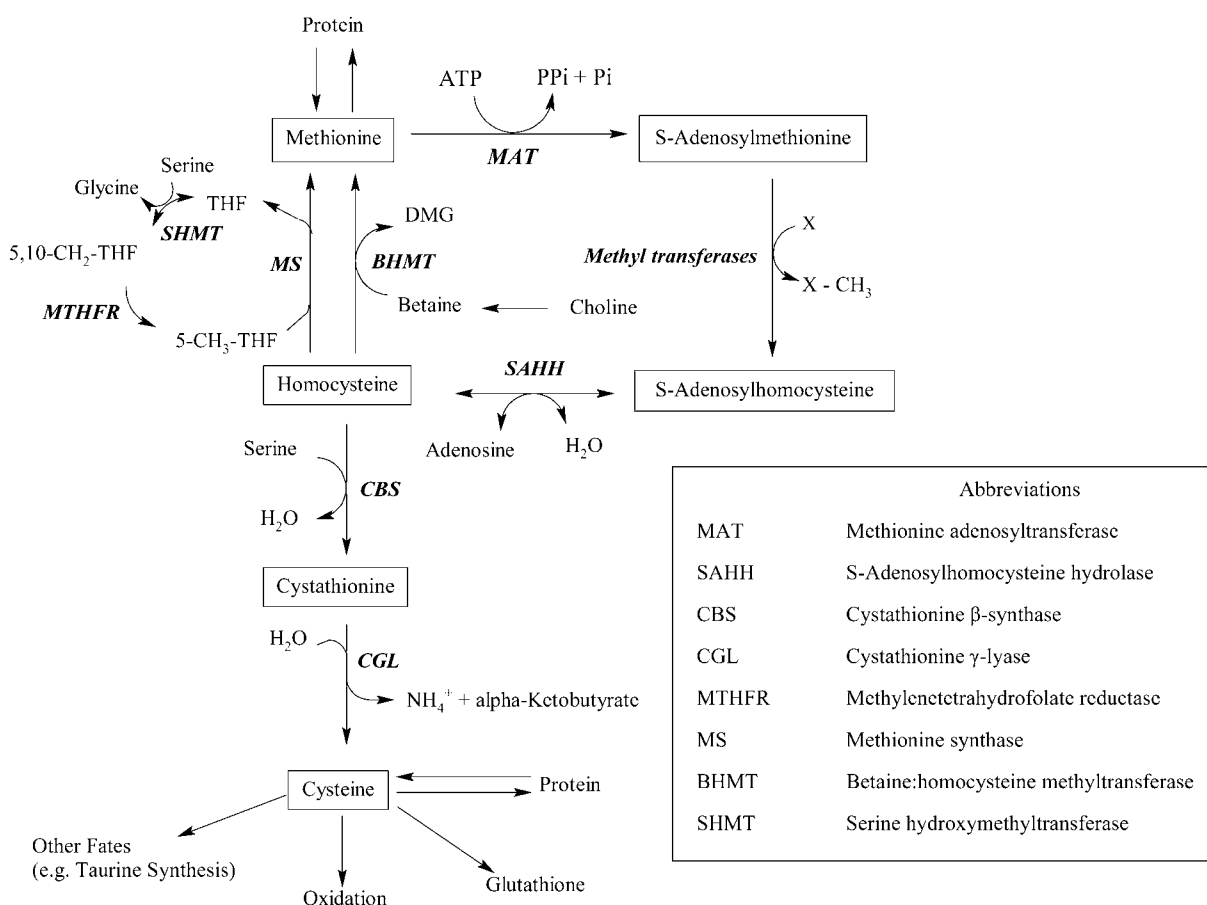 Protein
ATP
PPi + Pi
Methionine
MAT
S-Adenosylmethionine
Serine
Glycine
THF
SHMT
DMG
5,10-CH₂-THF
MS
BHMT
Methyl transferases
X
X - CH₃
MTHFR
Betaine
Choline
5-CH₃-THF
Homocysteine
SAHH
S-Adenosylhomocysteine
Adenosine
H₂O
Serine
CBS
H₂O
Cystathionine
H₂O
CGL
NH₄⁺ + alpha-Ketobutyrate
Cysteine
Protein
Other Fates
(e.g. Taurine Synthesis)
Oxidation
Glutathione
Abbreviations
MAT Methionine adenosyltransferase
SAHH S-Adenosylhomocysteine hydrolase
CBS Cystathionine β-synthase
CGL Cystathionine γ-lyase
MTHFR Methylenetetrahydrofolate reductase
MS Methionine synthase
BHMT Betaine:homocysteine methyltransferase
SHMT Serine hydroxymethyltransferase